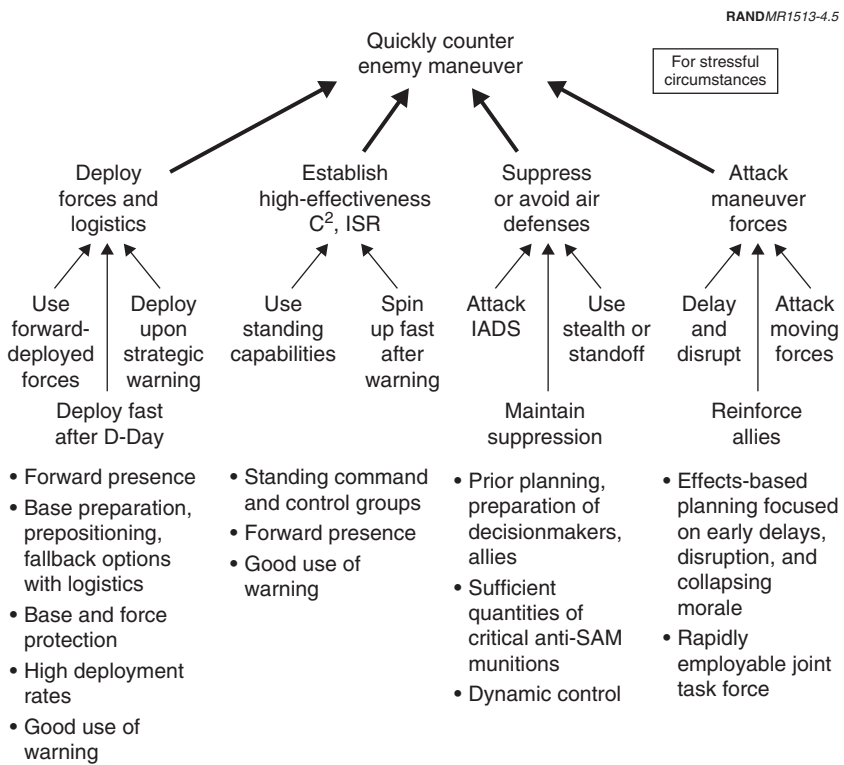 RANDMR1513-4.5
Quickly counter
enemy maneuver
For stressful
circumstances
Deploy
forces and
logistics
Establish
high-effectiveness
C², ISR
Suppress
or avoid air
defenses
Attack
maneuver
forces
Use
forward-
deployed
forces
Deploy
upon
strategic
warning
Use
standing
capabilities
Spin
up fast
after
warning
Attack
IADS
Use
stealth or
standoff
Delay
and
disrupt
Attack
moving
forces
Deploy fast
after D-Day
Maintain
suppression
Reinforce
allies
• Forward presence
• Base preparation,
prepositioning,
fallback options
with logistics
• Base and force
protection
• High deployment
rates
• Good use of
warning
• Standing command
and control groups
• Forward presence
• Good use of
warning
• Prior planning,
preparation of
decisionmakers,
allies
• Sufficient
quantities of
critical anti-SAM
munitions
• Dynamic control
• Effects-based
planning focused
on early delays,
disruption, and
collapsing
morale
• Rapidly
employable joint
task force